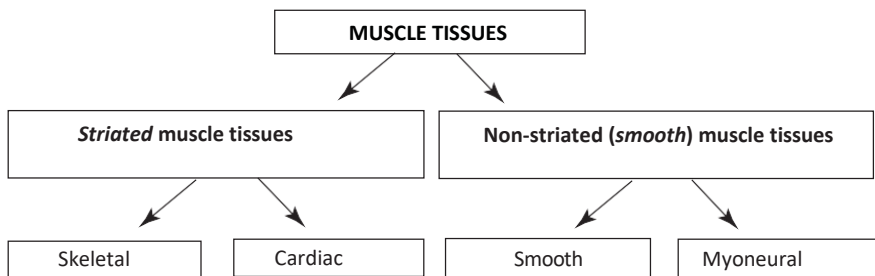 MUSCLE TISSUES
Striated muscle tissues
Non-striated (smooth) muscle tissues
Skeletal
Cardiac
Smooth
Myoneural